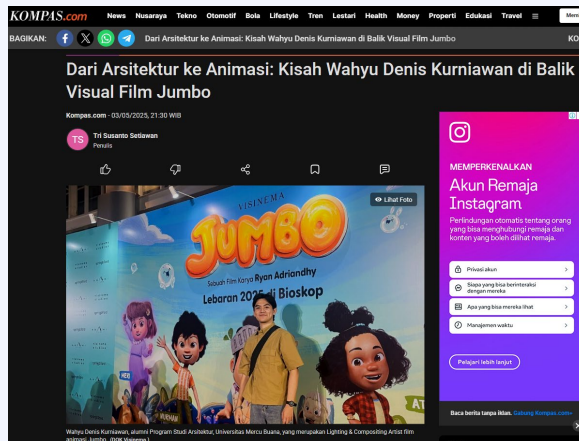 KOMPAS.com News Nusaraya Tekno Otomotif Bola Lifestyle Tren Lestari Health Money Properti Edukasi Travel
BAGIKAN: Dari Arsitektur ke Animasi: Kisah Wahyu Denis Kurniawan di Balik Visual Film Jumbo
Dari Arsitektur ke Animasi: Kisah Wahyu Denis Kurniawan di Balik
Visual Film Jumbo
Kompas.com - 03/05/2025, 21:30 WIB
TS
Tri Susanto Setiawan
Penulis
Lihat Foto
VISINEMA
JUMBO
Sebuah Film Karya Ryan Adriandhy
Lebaran 2025 di Bioskop
Wahyu Denis Kurniawan, alumni Program Studi Arsitektur, Universitas Mercu Buana, yang merupakan Lighting & Compositing Artist film
animasi Jumbo. (DOK Visinema)
MEMPERKENALKAN
Akun Remaja
Instagram
Perlindungan otomatis tentang orang
yang bisa menghubungi remaja dan
konten yang boleh dilihat remaja.
Privasi akun
Siapa yang bisa berinteraksi
dengan mereka
Apa yang bisa mereka lihat
Manajemen waktu
Pelajari lebih lanjut
Baca berita tanpa iklan. Gabung Kompas.com+